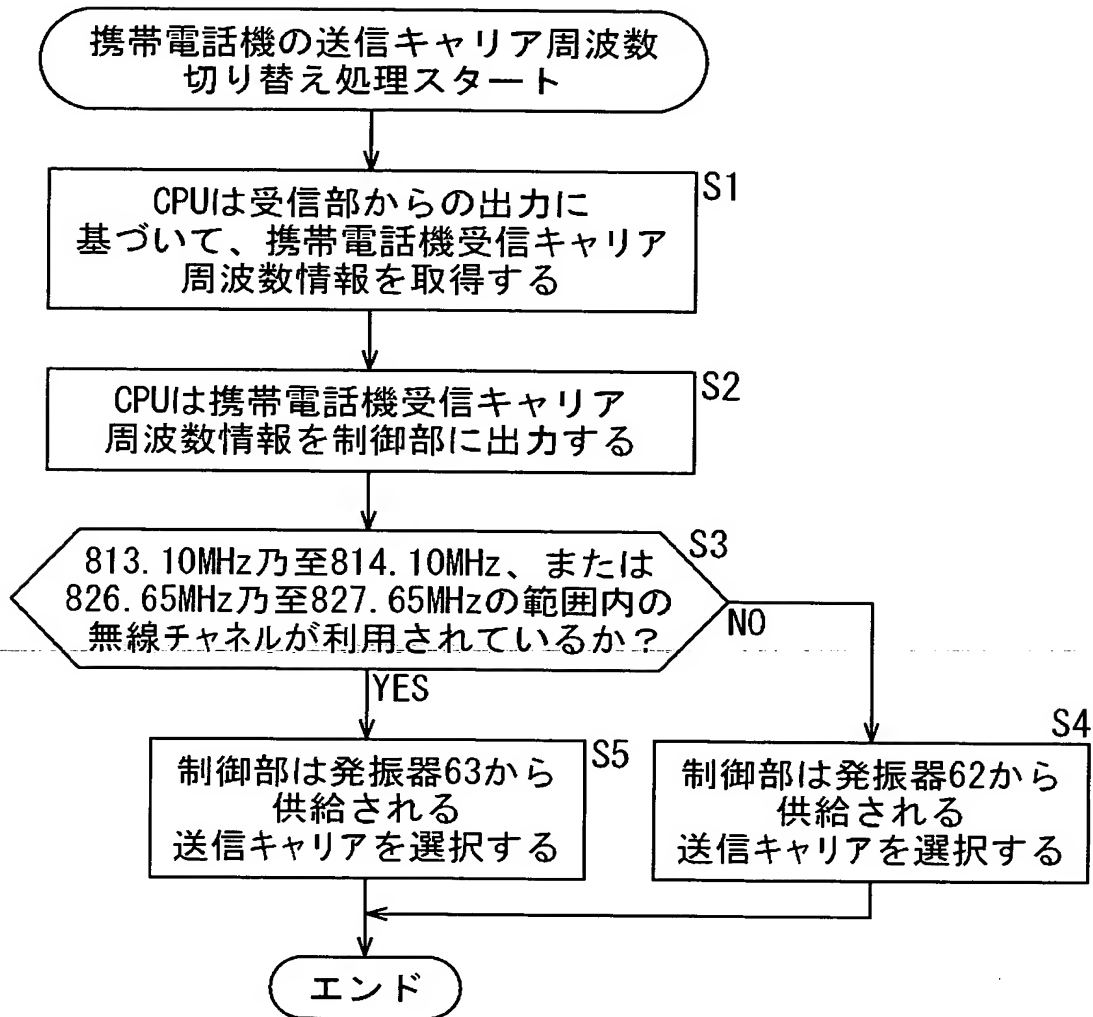 携帯電話機の送信キャリア周波数
切り替え処理スタート
S1
CPUは受信部からの出力に
基づいて、携帯電話機受信キャリア
周波数情報を取得する
S2
CPUは携帯電話機受信キャリア
周波数情報を制御部に出力する
S3
813.10MHz乃至814.10MHz、または
826.65MHz乃至827.65MHzの範囲内の
無線チャネルが利用されているか?
NO
YES
S5
制御部は発振器63から
供給される
送信キャリアを選択する
S4
制御部は発振器62から
供給される
送信キャリアを選択する
エンド